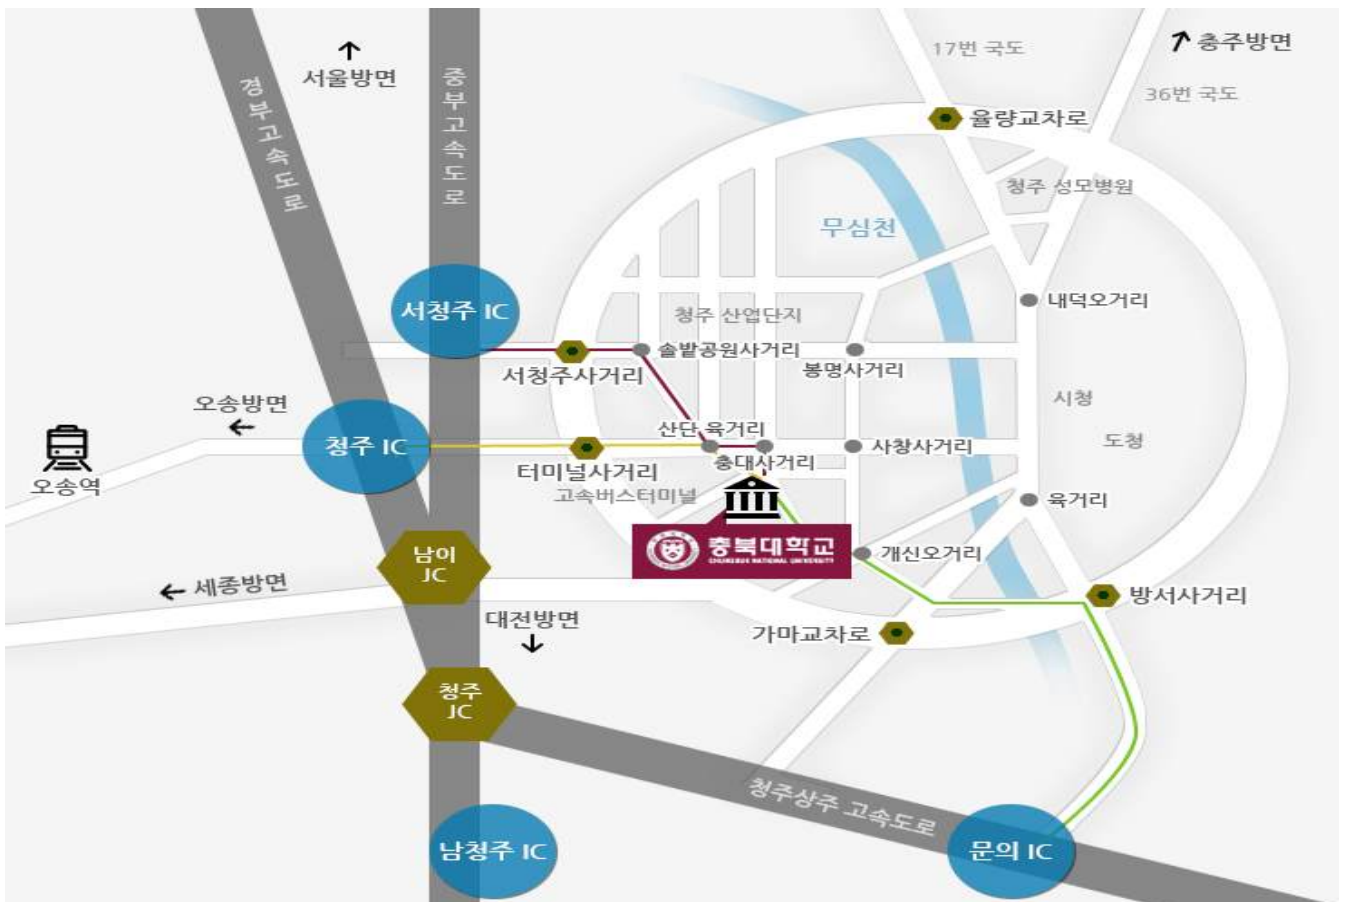 17번 국도
충주방면
서울방면
경부고속도로
중부고속도로
36번 국도
율량교차로
청주 성모병원
무심천
서청주 IC
내덕오거리
청주 산업단지
솔밭공원사거리
서청주사거리
봉명사거리
시청
오송방면
산단 육거리
청주 IC
사창사거리
도청
충대사거리
터미널사거리
오송역
고속버스터미널
육거리
충북대학교
CHUNGBUK NATIONAL UNIVERSITY
개신오거리
남이
JC
세종방면
방서사거리
대전방면
가마교차로
청주
JC
청주상주 고속도로
남청주 IC
문의 IC